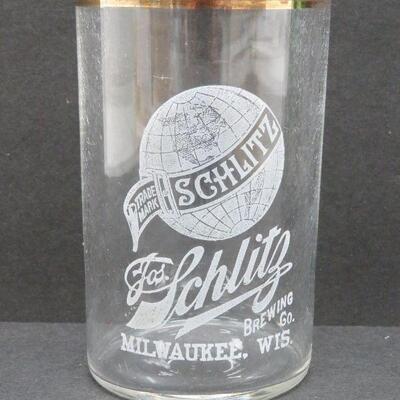 SCHLITZ
TRADE
MARK
Jos. Schlitz
BREWING
CO.
MILWAUKEE, WIS.